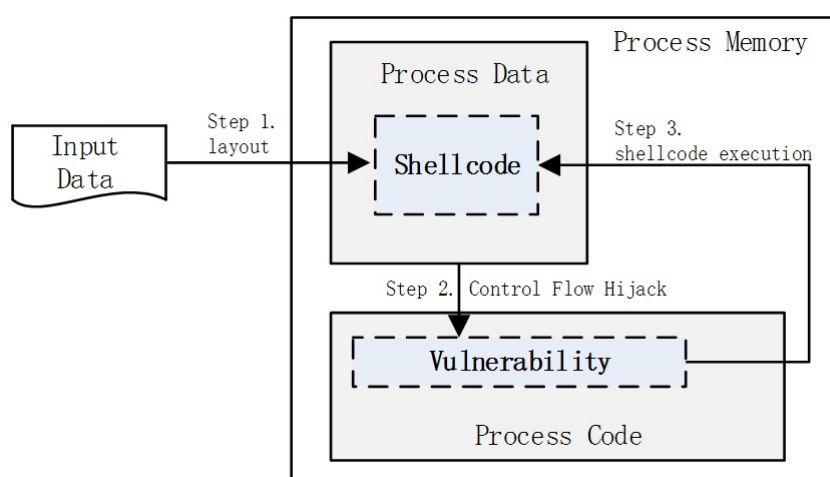 Process Memory
Process Data
Step 1.
layout
Input
Data
Shellcode
Step 3.
shellcode execution
Step 2. Control Flow Hijack
Vulnerability
Process Code